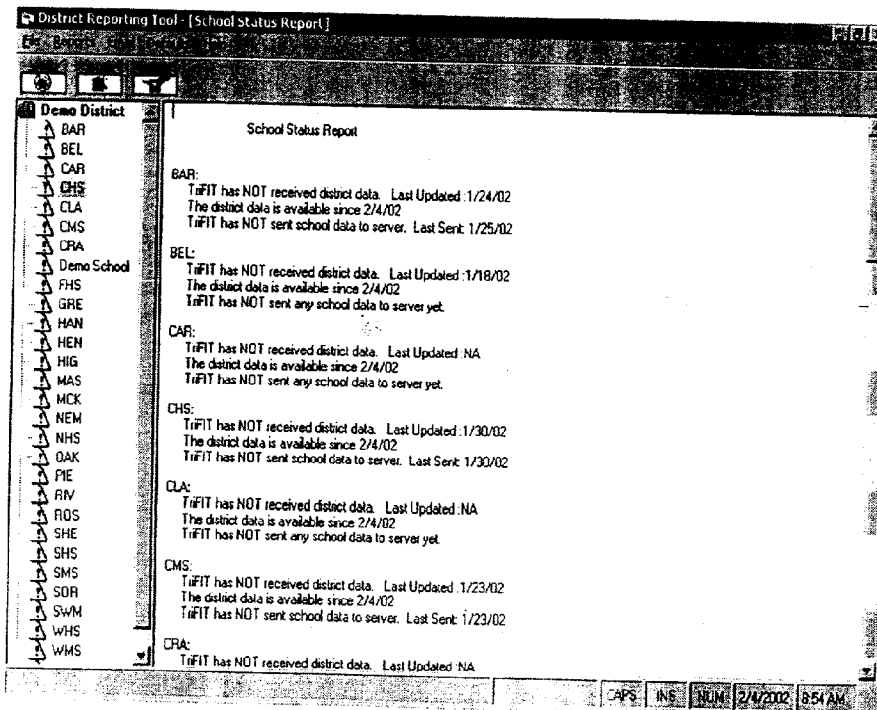 District Reporting Tool - [School Status Report]
Demo District
BAR
BEL
CAR
CHS
CLA
CMS
CRA
Demo School
FHS
GRE
HAN
HEN
HIG
MAS
MCK
NEM
NHS
OAK
PIE
RIV
ROS
SHE
SHS
SMS
SOR
SWM
WHS
WMS
School Status Report
BAR:
TriFIT has NOT received district data. Last Updated :1/24/02
The district data is available since 2/4/02
TriFIT has NOT sent school data to server. Last Sent: 1/25/02
BEL:
TriFIT has NOT received district data. Last Updated :1/18/02
The district data is available since 2/4/02
TriFIT has NOT sent any school data to server yet.
CAR:
TriFIT has NOT received district data. Last Updated :NA
The district data is available since 2/4/02
TriFIT has NOT sent any school data to server yet.
CHS:
TriFIT has NOT received district data. Last Updated :1/30/02
The district data is available since 2/4/02
TriFIT has NOT sent school data to server. Last Sent: 1/30/02
CLA:
TriFIT has NOT received district data. Last Updated :NA
The district data is available since 2/4/02
TriFIT has NOT sent any school data to server yet.
CMS:
TriFIT has NOT received district data. Last Updated :1/23/02
The district data is available since 2/4/02
TriFIT has NOT sent school data to server. Last Sent: 1/23/02
CRA:
TriFIT has NOT received district data. Last Updated :NA
CAPS INS NUM 2/4/2002 8:54 AM